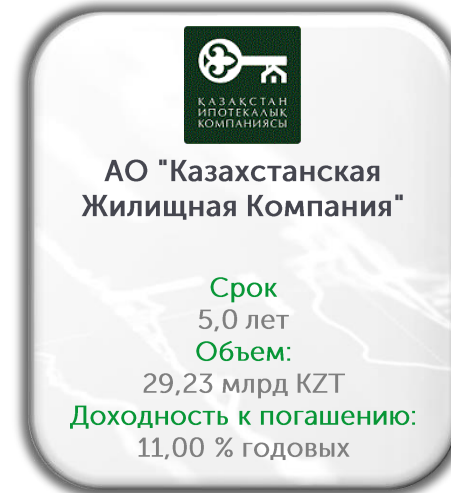 ҚАЗАҚСТАН
ИПОТЕКАЛЫҚ
КОМПАНИЯСЫ
АО "Казахстанская
Жилищная Компания"
Срок
5,0 лет
Объем:
29,23 млрд KZT
Доходность к погашению:
11,00 % годовых